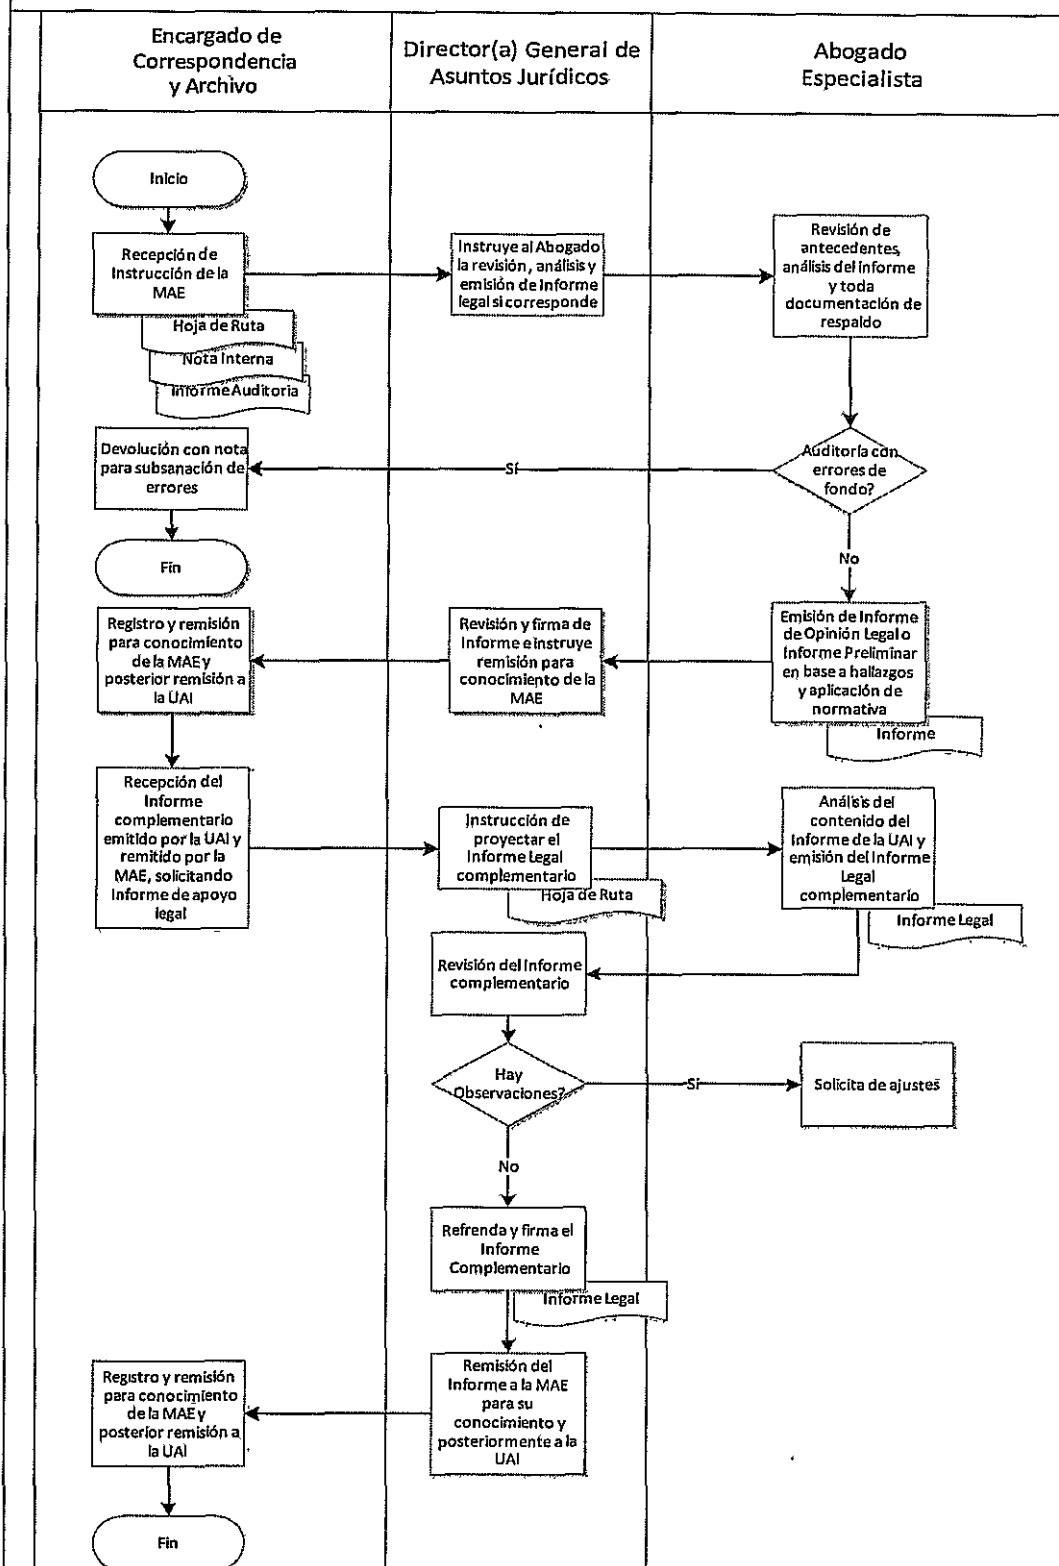 Encargado de
Correspondencia
y Archivo
Director(a) General de
Asuntos Jurídicos
Abogado
Especialista
Inicio
Recepción de
Instrucción de la
MAE
Hoja de Ruta
Nota Interna
Informe Auditoria
Instruye al Abogado
la revisión, análisis y
emisión de Informe
legal si corresponde
Revisión de
antecedentes,
análisis del informe
y toda
documentación de
respaldo
Auditoría con
errores de
fondo?
Sí
Devolución con nota
para subsanación de
errores
Fin
No
Emisión de Informe
de Opinión Legal o
Informe Preliminar
en base a hallazgos
y aplicación de
normativa
Informe
Revisión y firma de
Informe e instruye
remisión para
conocimiento de la
MAE
Registro y remisión
para conocimiento
de la MAE y
posterior remisión a
la UAI
Recepción del
Informe
complementario
emitido por la UAI y
remitido por la
MAE, solicitando
Informe de apoyo
legal
Instrucción de
proyectar el
Informe Legal
complementario
Hoja de Ruta
Análisis del
contenido del
Informe de la UAI y
emisión del Informe
Legal
complementario
Informe Legal
Revisión del Informe
complementario
Hay
Observaciones?
Si
Solicita de ajustes
No
Refrenda y firma el
Informe
Complementario
Informe Legal
Remisión del
Informe a la MAE
para su
conocimiento y
posteriormente a la
UAI
Registro y remisión
para conocimiento
de la MAE y
posterior remisión a
la UAI
Fin